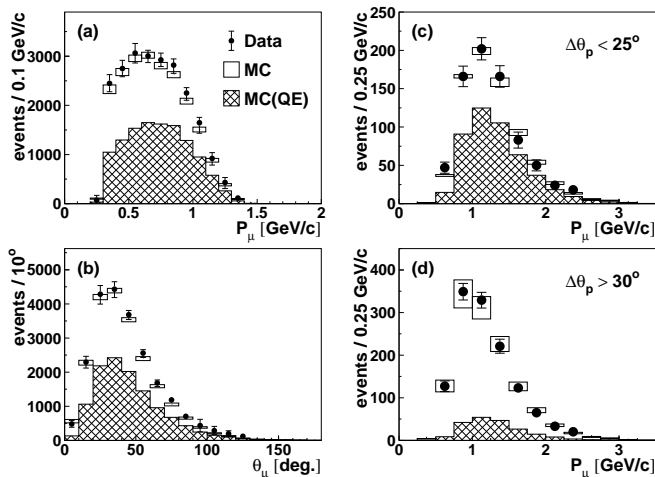 (a)
Data
MC
MC(QE)
events / 0.1 GeV/c
3000
2000
1000
0
0 0.5 1 1.5 2
Pμ [GeV/c]
(c)
Δθp < 25°
events / 0.25 GeV/c
250
200
150
100
50
0
0 1 2 3
Pμ [GeV/c]
(b)
events / 10°
5000
4000
3000
2000
1000
0
0 50 100 150
θμ [deg.]
(d)
Δθp > 30°
events / 0.25 GeV/c
400
300
200
100
0
0 1 2 3
Pμ [GeV/c]